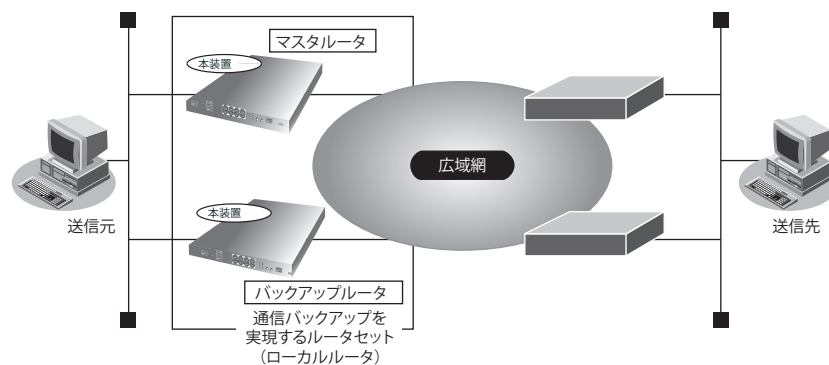 マスタルータ
本装置
広域網
送信元
送信先
本装置
バックアップルータ
通信バックアップを
実現するルータセット
（ローカルルータ）